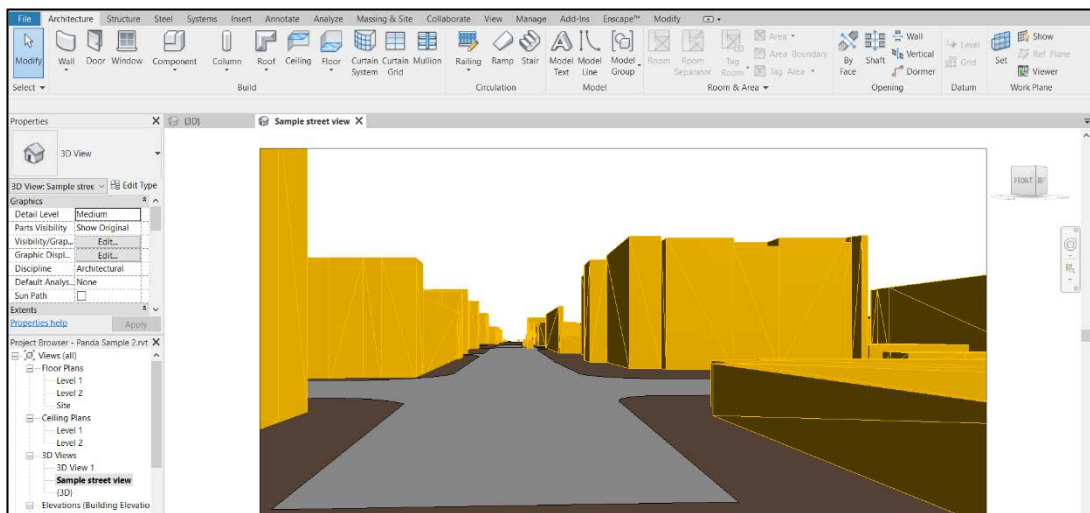 File Architecture Structure Steel Systems Insert Annotate Analyze Massing & Site Collaborate View Manage Add-Ins Enscape™ Modify
Modify Wall Door Window Component Column Roof Ceiling Floor Curtain System Curtain Grid Mullion Railing Ramp Stair Model Text Model Line Model Group Room Room Separator Tag Room Area Area Boundary Tag Area By Face Shaft Wall Vertical Dormer Level Grid Set Show Ref Plane Viewer
Select Build Circulation Model Room & Area Opening Datum Work Plane
Properties
{3D}
Sample street view
3D View
3D View: Sample stree
Edit Type
Graphics
Detail Level Medium
Parts Visibility Show Original
Visibility/Grap... Edit...
Graphic Displ... Edit...
Discipline Architectural
Default Analys... None
Sun Path
Extents
Properties help Apply
Project Browser - Panda Sample 2.rvt
Views (all)
Floor Plans
Level 1
Level 2
Site
Ceiling Plans
Level 1
Level 2
3D Views
3D View 1
Sample street view
{3D}
Elevations (Building Elevatio
FRONT